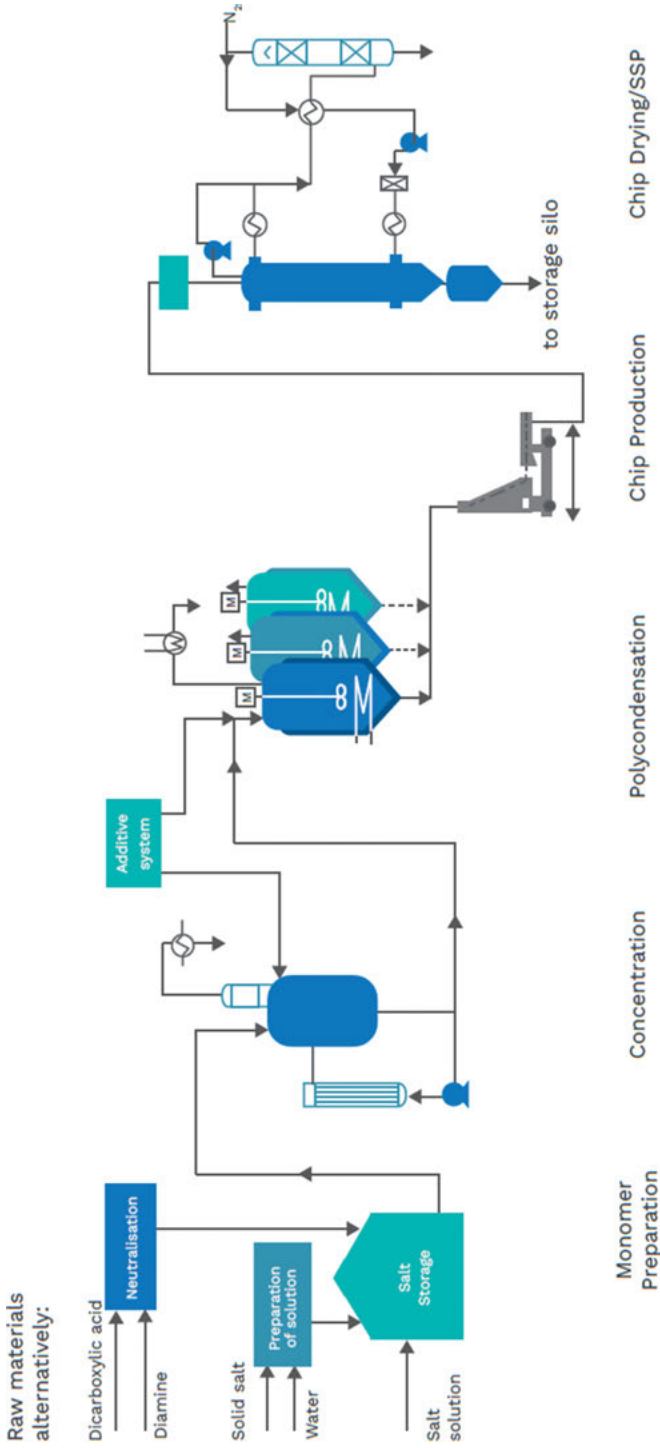 Raw materials
alternatively:
Dicarboxylic acid
Diamine
Neutralisation
Solid salt
Water
Preparation
of solution
Salt
solution
Salt
Storage
Additive
system
M
M
M
N₂
to storage silo
Monomer
Preparation
Concentration
Polycondensation
Chip Production
Chip Drying/SSP